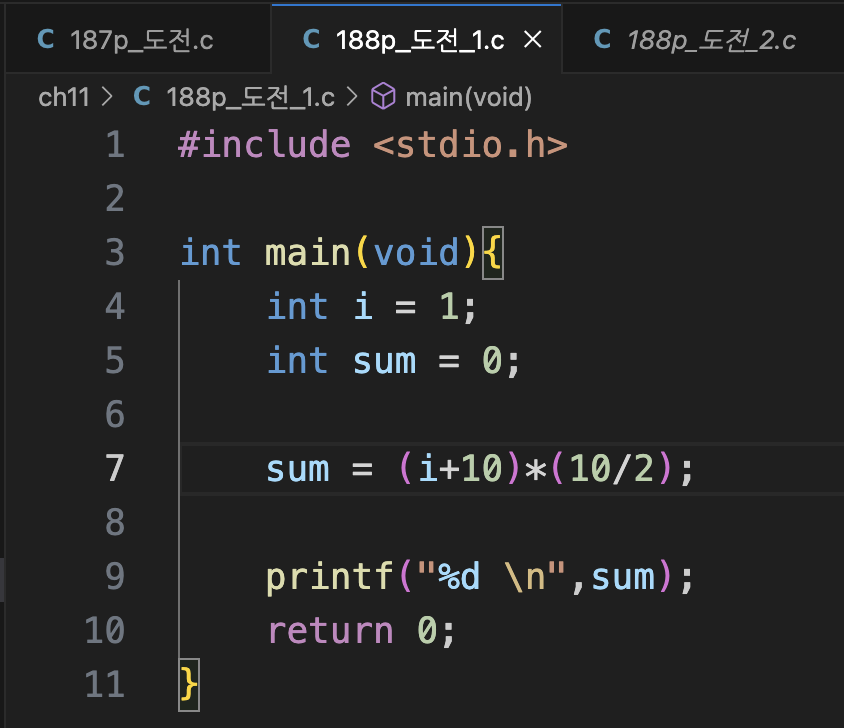 C 187p_도전.c C 188p_도전_1.c × C 188p_도전_2.c
ch11 > C 188p_도전_1.c > main(void)
1 #include <stdio.h>
2
3 int main(void){
4     int i = 1;
5     int sum = 0;
6
7     sum = (i+10)*(10/2);
8
9     printf("%d \n",sum);
10     return 0;
11 }